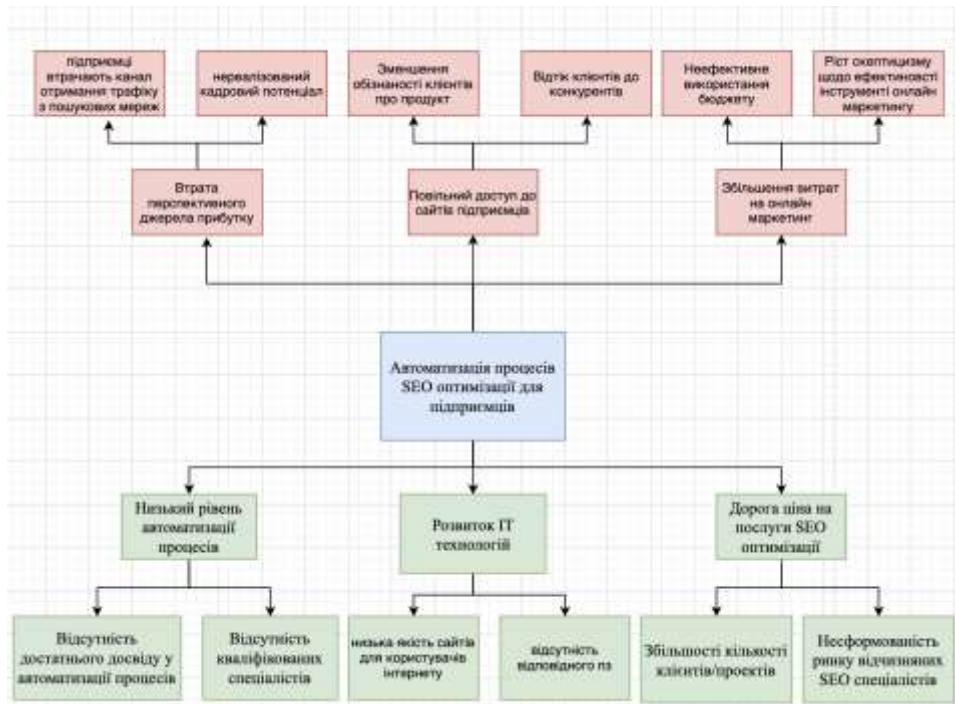 підприємці
втрачають канал
отримання трафіку
з пошукових мереж
нереалізований
кадровий потенціал
Зменшення
обізнаності клієнтів
про продукт
Відтік клієнтів до
конкурентів
Неефективне
використання
бюджету
Ріст скептицизму
щодо ефективності
інструменті онлайн
маркетингу
Втрата
перспективного
джерела прибутку
Повільний доступ до
сайтів підприємців
Збільшення витрат
на онлайн
маркетинг
Автоматизація процесів
SEO оптимізації для
підприємців
Низький рівень
автоматизації
процесів
Розвиток ІТ
технологій
Дорога ціна на
послуги SEO
оптимізації
Відсутність
достатнього досвіду у
автоматизації процесів
Відсутність
кваліфікованих
спеціалістів
низька якість сайтів
для користувачів
інтернету
відсутність
відповідного пз
Збільшості кількості
клієнтів/проектів
Несформованість
ринку відчизняних
SEO спеціалістів